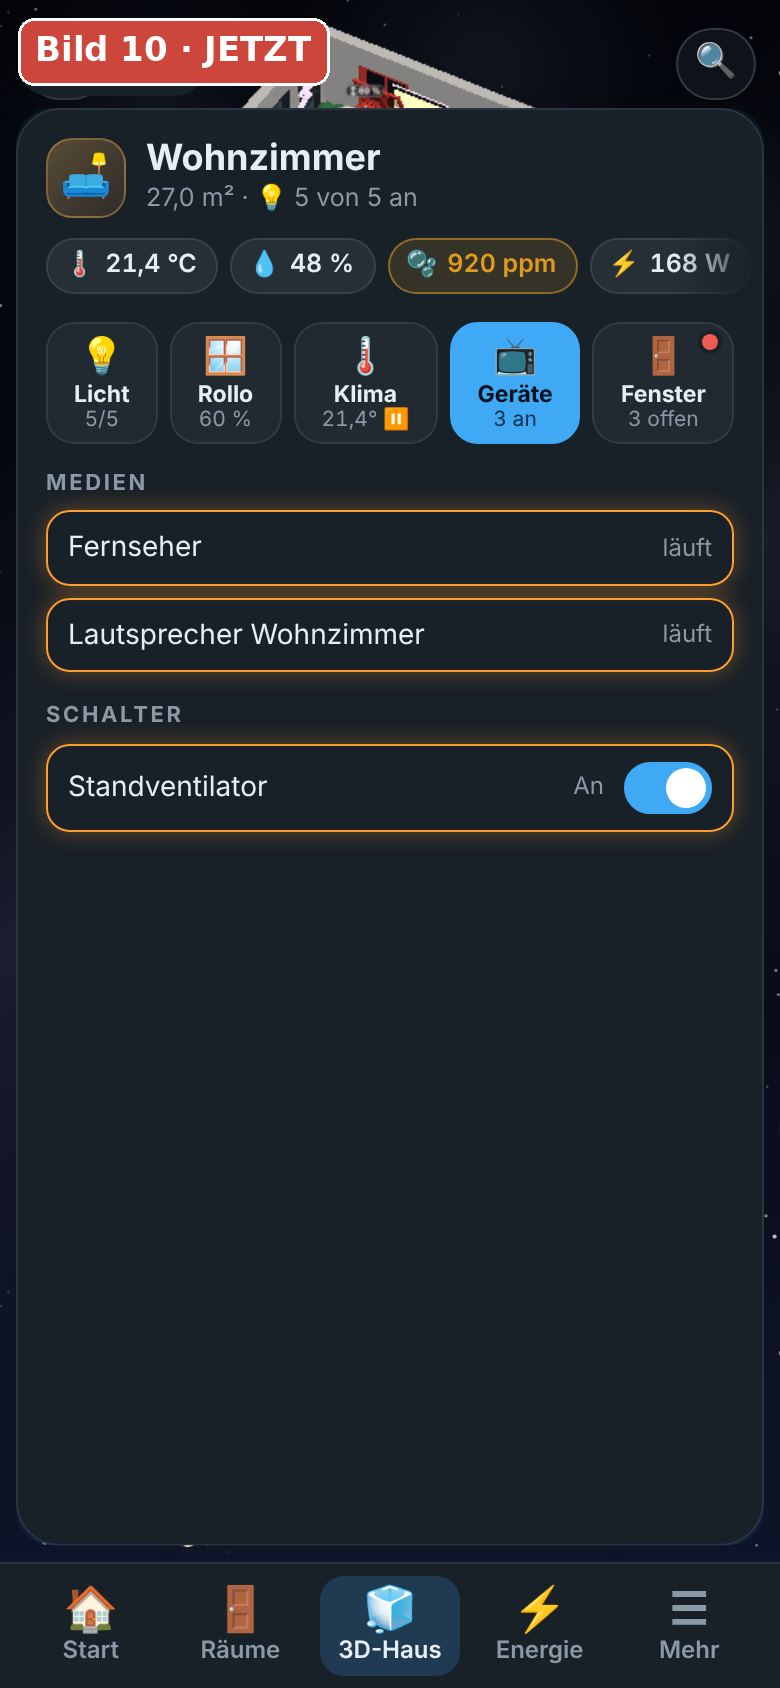 Bild 10 · JETZT
Wohnzimmer
27,0 m² · 💡 5 von 5 an
21,4 °C
48 %
920 ppm
168 W
Licht
5/5
Rollo
60 %
Klima
21,4° ⏸
Geräte
3 an
Fenster
3 offen
MEDIEN
Fernseher läuft
Lautsprecher Wohnzimmer läuft
SCHALTER
Standventilator An
Start
Räume
3D-Haus
Energie
Mehr